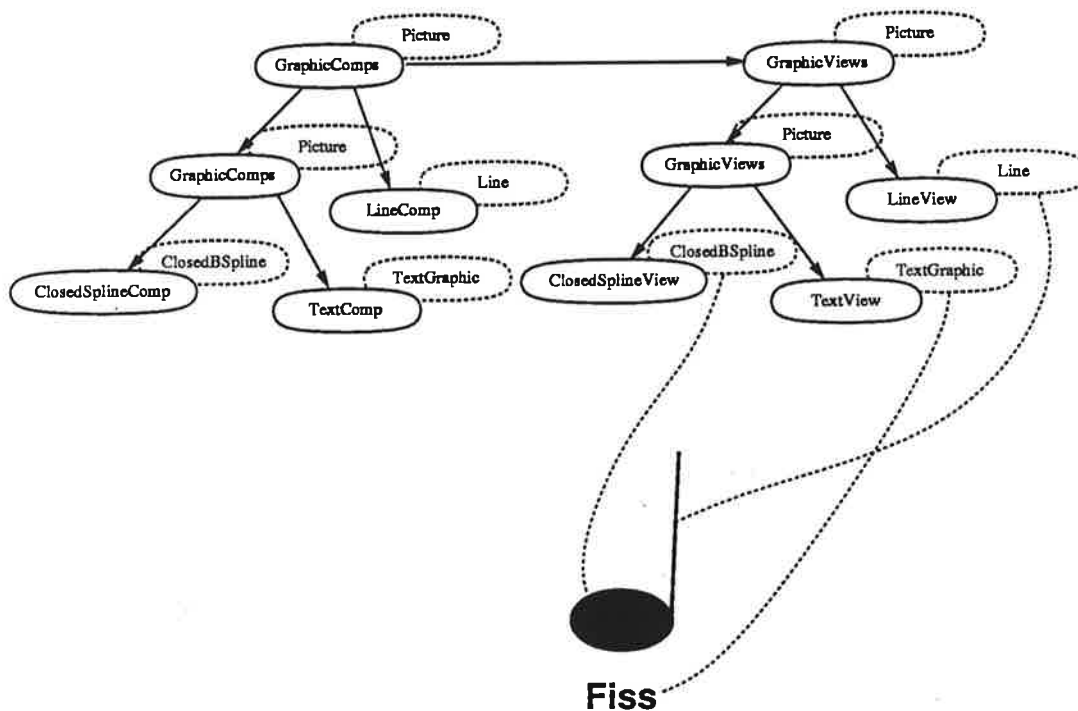 Picture
GraphicComps
Picture
GraphicViews
Picture
GraphicComps
Line
LineComp
Picture
GraphicViews
Line
LineView
ClosedBSpline
ClosedSplineComp
TextGraphic
TextComp
ClosedBSpline
ClosedSplineView
TextGraphic
TextView
Fiss